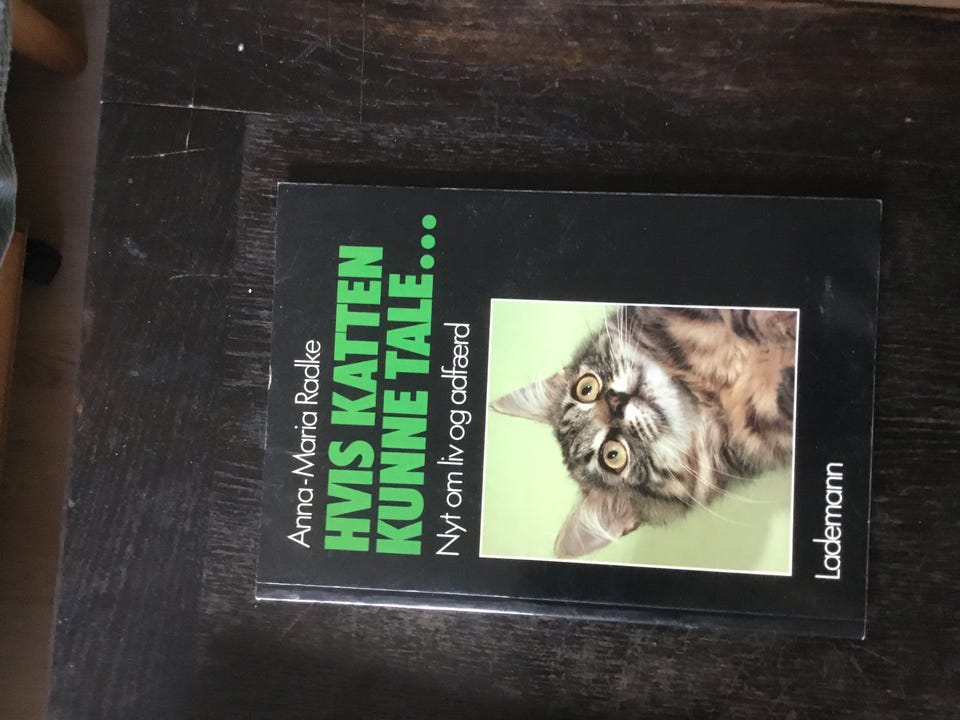 Anna-Maria Radke
HVIS KATTEN
KUNNE TALE...
Nyt om liv og adfærd
Lademann